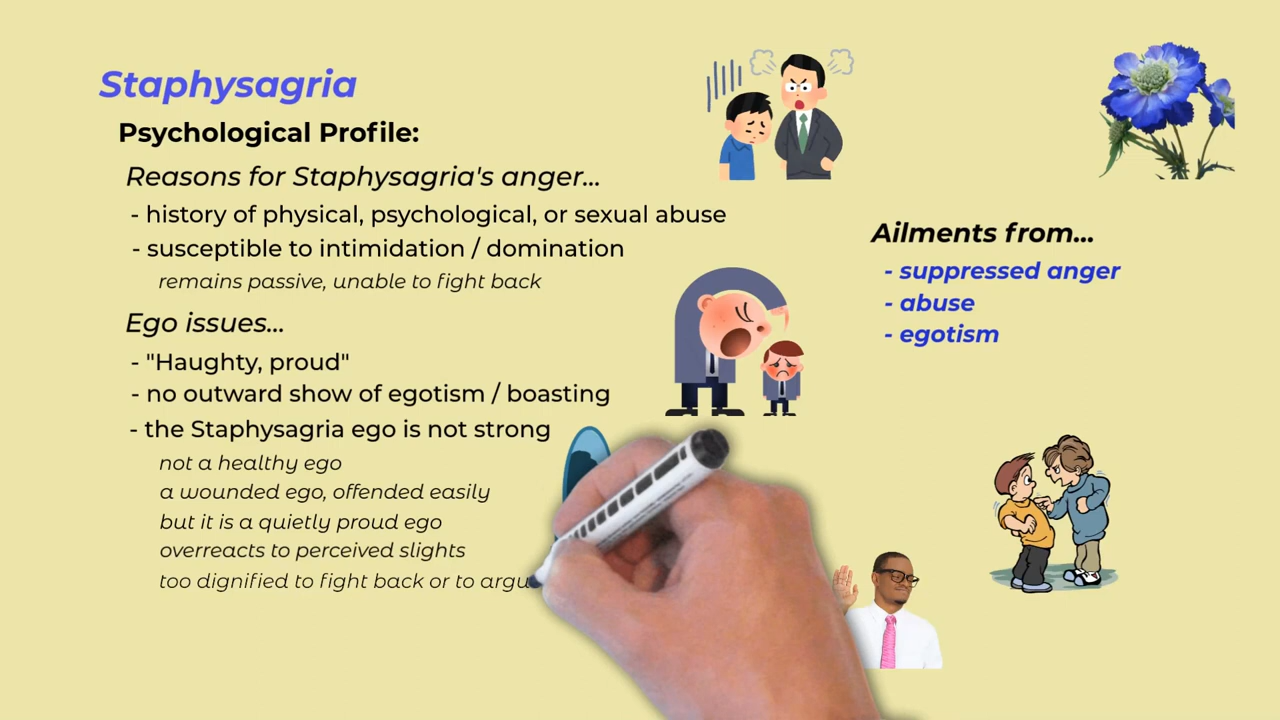 Staphysagria
Psychological Profile:
Reasons for Staphysagria's anger...
- history of physical, psychological, or sexual abuse
- susceptible to intimidation / domination
remains passive, unable to fight back
Ego issues...
- "Haughty, proud"
- no outward show of egotism / boasting
- the Staphysagria ego is not strong
not a healthy ego
a wounded ego, offended easily
but it is a quietly proud ego
overreacts to perceived slights
too dignified to fight back or to argu
Ailments from...
- suppressed anger
- abuse
- egotism